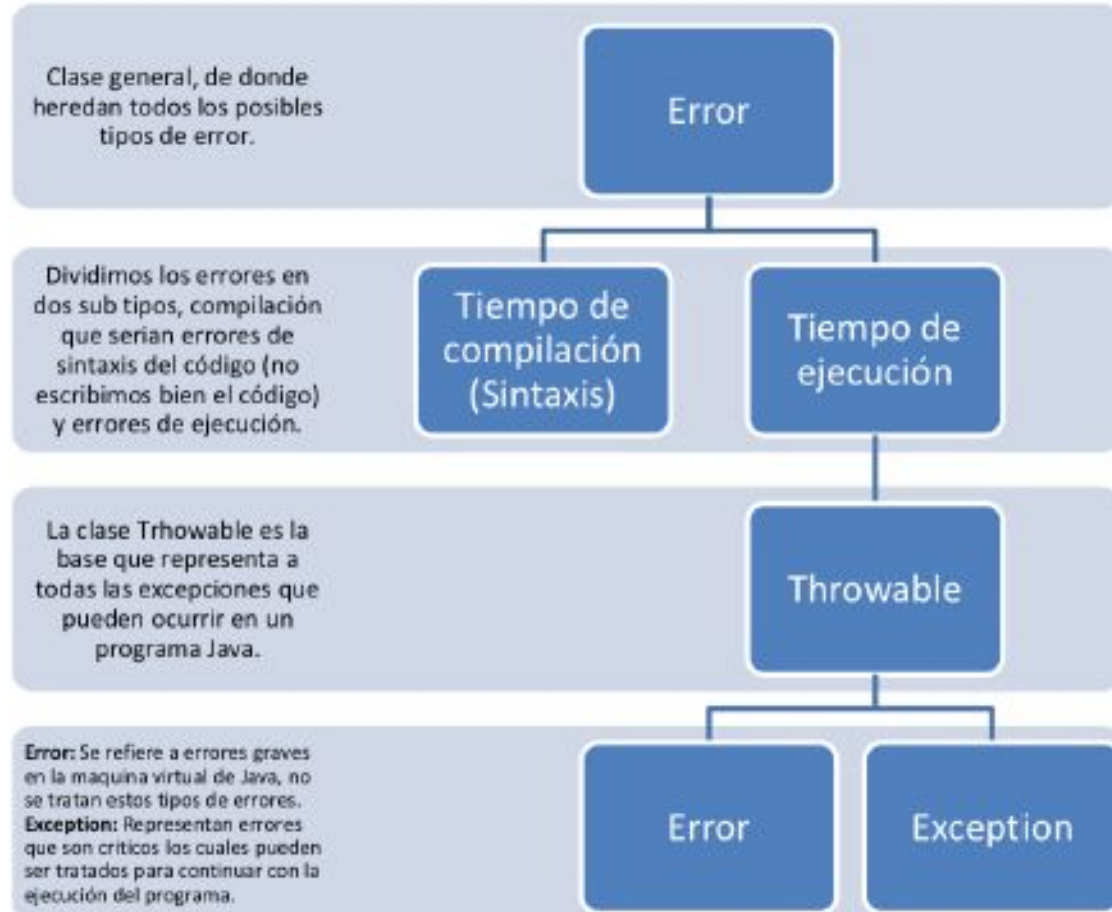 Clase general, de donde
heredan todos los posibles
tipos de error.
Error
Dividimos los errores en
dos sub tipos, compilación
que serian errores de
sintaxis del código (no
escribimos bien el código)
y errores de ejecución.
Tiempo de
compilación
(Sintaxis)
Tiempo de
ejecución
La clase Trhowable es la
base que representa a
todas las excepciones que
pueden ocurrir en un
programa Java.
Throwable
Error: Se refiere a errores graves
en la maquina virtual de Java, no
se tratan estos tipos de errores.
Exception: Representan errores
que son criticos los cuales pueden
ser tratados para continuar con la
ejecución del programa.
Error
Exception